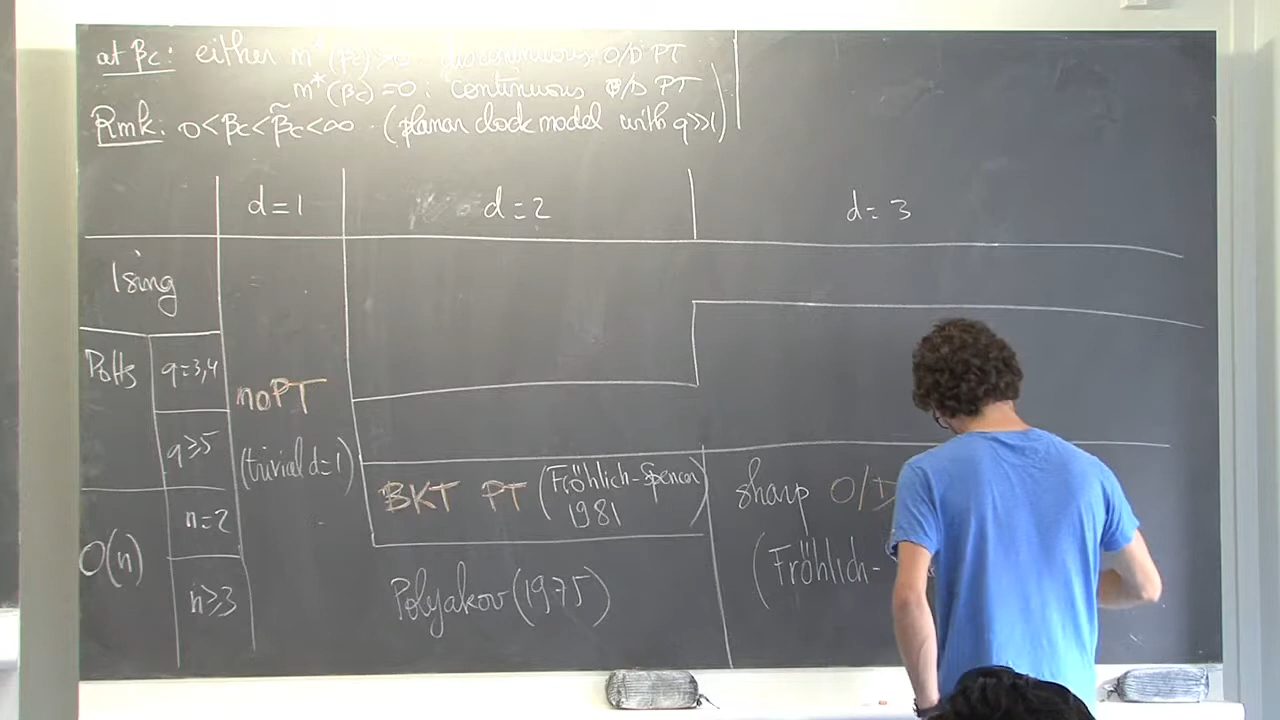 at βc: either m*(βc)>0 : discontinuous O/D PT
m*(βc)=0 : continuous O/D PT
Rmk: 0<βc<β̃c<∞ (planar clock model with q≫1)
d=1
d=2
d=3
Ising
Potts
q=3,4
q≥5
no PT
(trivial d=1)
BKT PT (Fröhlich-Spencer 1981)
sharp O/D
O(n)
n=2
n≥3
Polyakov (1975)
(Fröhlich-